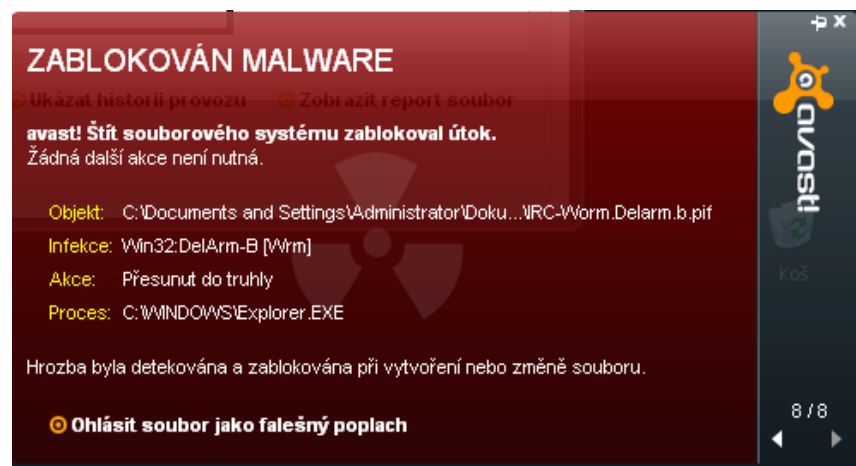 ZABLOKOVÁN MALWARE
Ukázat historii provozu Zobrazit report soubor
avast! Štít souborového systému zablokoval útok.
Žádná další akce není nutná.
Objekt: C:\Documents and Settings\Administrator\Doku...\IRC-Worm.Delarm.b.pif
Infekce: Win32:DelArm-B [Wrm]
Akce: Přesunut do truhly
Proces: C:\WINDOWS\Explorer.EXE
Hrozba byla detekována a zablokována při vytvoření nebo změně souboru.
Ohlásit soubor jako falešný poplach
avast!
Koš
8 / 8